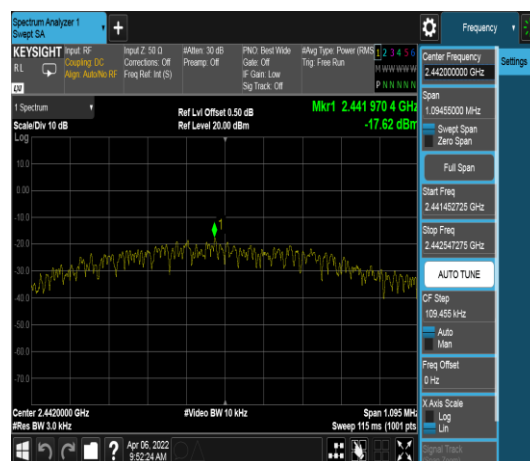 Spectrum Analyzer 1
Swept SA
+
Frequency
KEYSIGHT
RL
LV
Input: RF
Coupling: DC
Align: Auto/No RF
Input Z: 50 Ω
Corrections: Off
Freq Ref: Int (S)
#Atten: 30 dB
Preamp: Off
PNO: Best Wide
Gate: Off
IF Gain: Low
Sig Track: Off
#Avg Type: Power (RMS
Trig: Free Run
1 2 3 4 5 6
M W W W W W
P N N N N N
1 Spectrum
Scale/Div 10 dB
Log
Ref Lvl Offset 0.50 dB
Ref Level 20.00 dBm
Mkr1 2.441 970 4 GHz
-17.62 dBm
10.0
0.00
-10.0
-20.0
-30.0
-40.0
-50.0
-60.0
-70.0
1
Center 2.4420000 GHz
#Res BW 3.0 kHz
#Video BW 10 kHz
Span 1.095 MHz
Sweep 115 ms (1001 pts)
Apr 06, 2022
9:52:24 AM
?
Center Frequency
2.442000000 GHz
Span
1.09455000 MHz
Swept Span
Zero Span
Full Span
Start Freq
2.441452725 GHz
Stop Freq
2.442547275 GHz
AUTO TUNE
CF Step
109.455 kHz
Auto
Man
Freq Offset
0 Hz
X Axis Scale
Log
Lin
Signal Track
Settings